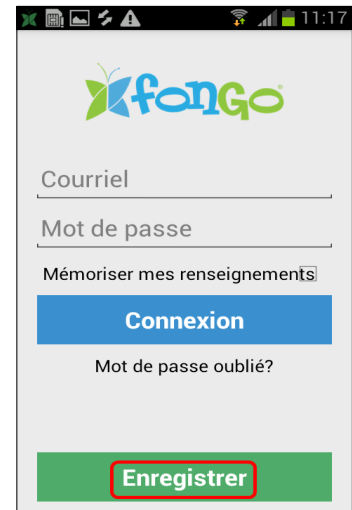 11:17
fongo
Courriel
Mot de passe
Mémoriser mes renseignements
Connexion
Mot de passe oublié?
Enregistrer